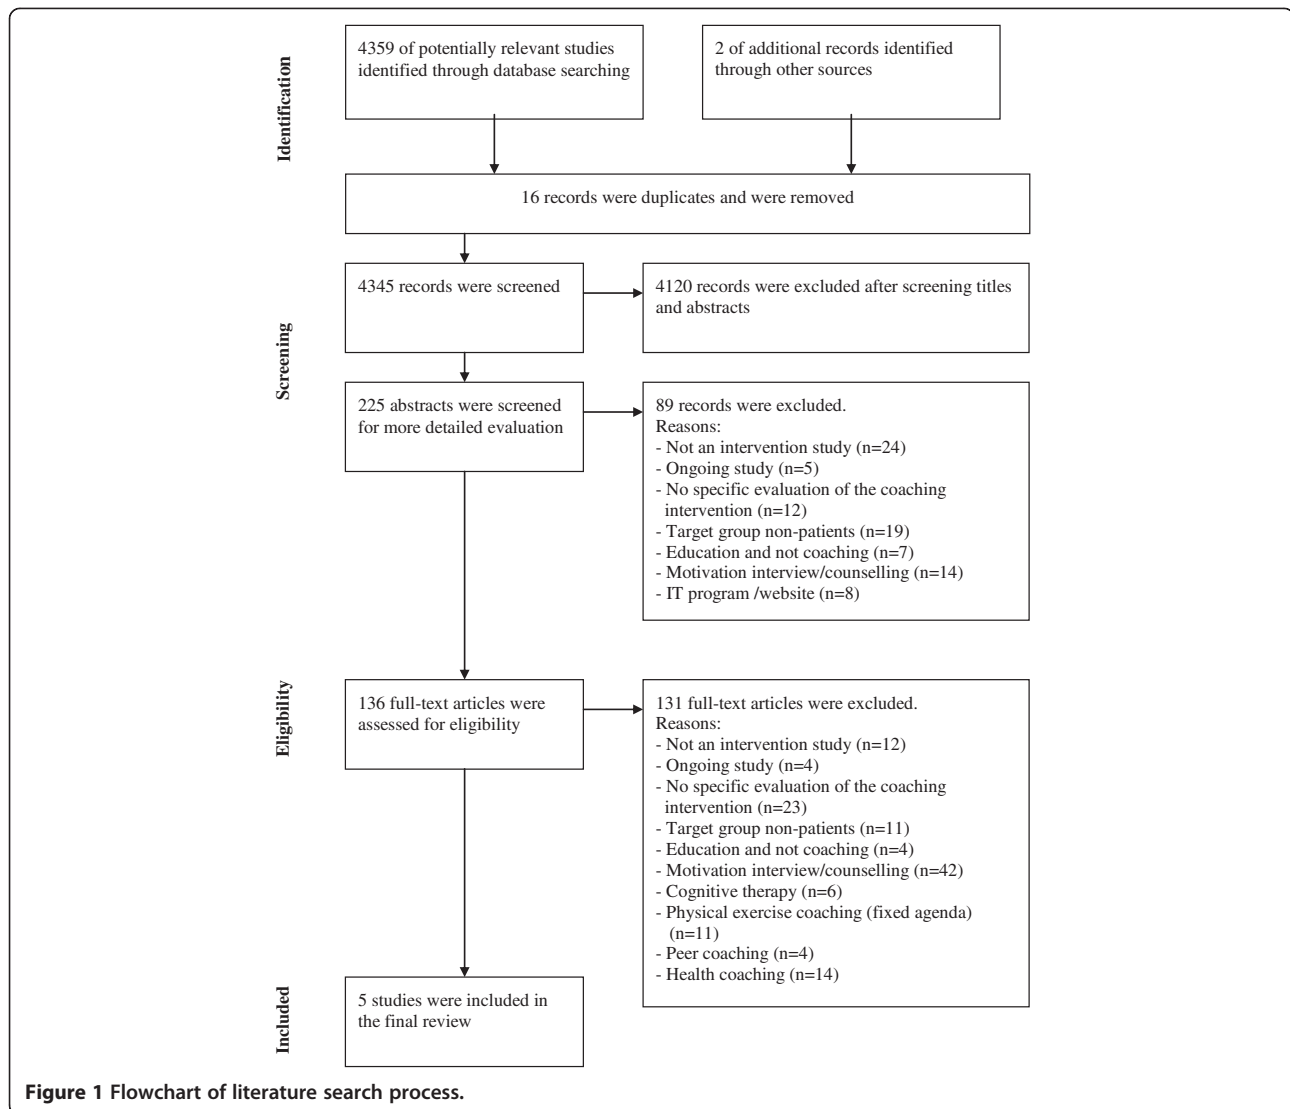 Identification
4359 of potentially relevant studies
identified through database searching
2 of additional records identified
through other sources
16 records were duplicates and were removed
Screening
4345 records were screened
4120 records were excluded after screening titles
and abstracts
225 abstracts were screened
for more detailed evaluation
89 records were excluded.
Reasons:
- Not an intervention study (n=24)
- Ongoing study (n=5)
- No specific evaluation of the coaching
intervention (n=12)
- Target group non-patients (n=19)
- Education and not coaching (n=7)
- Motivation interview/counselling (n=14)
- IT program /website (n=8)
Eligibility
136 full-text articles were
assessed for eligibility
131 full-text articles were excluded.
Reasons:
- Not an intervention study (n=12)
- Ongoing study (n=4)
- No specific evaluation of the coaching
intervention (n=23)
- Target group non-patients (n=11)
- Education and not coaching (n=4)
- Motivation interview/counselling (n=42)
- Cognitive therapy (n=6)
- Physical exercise coaching (fixed agenda)
(n=11)
- Peer coaching (n=4)
- Health coaching (n=14)
Included
5 studies were included in
the final review
Figure 1 Flowchart of literature search process.